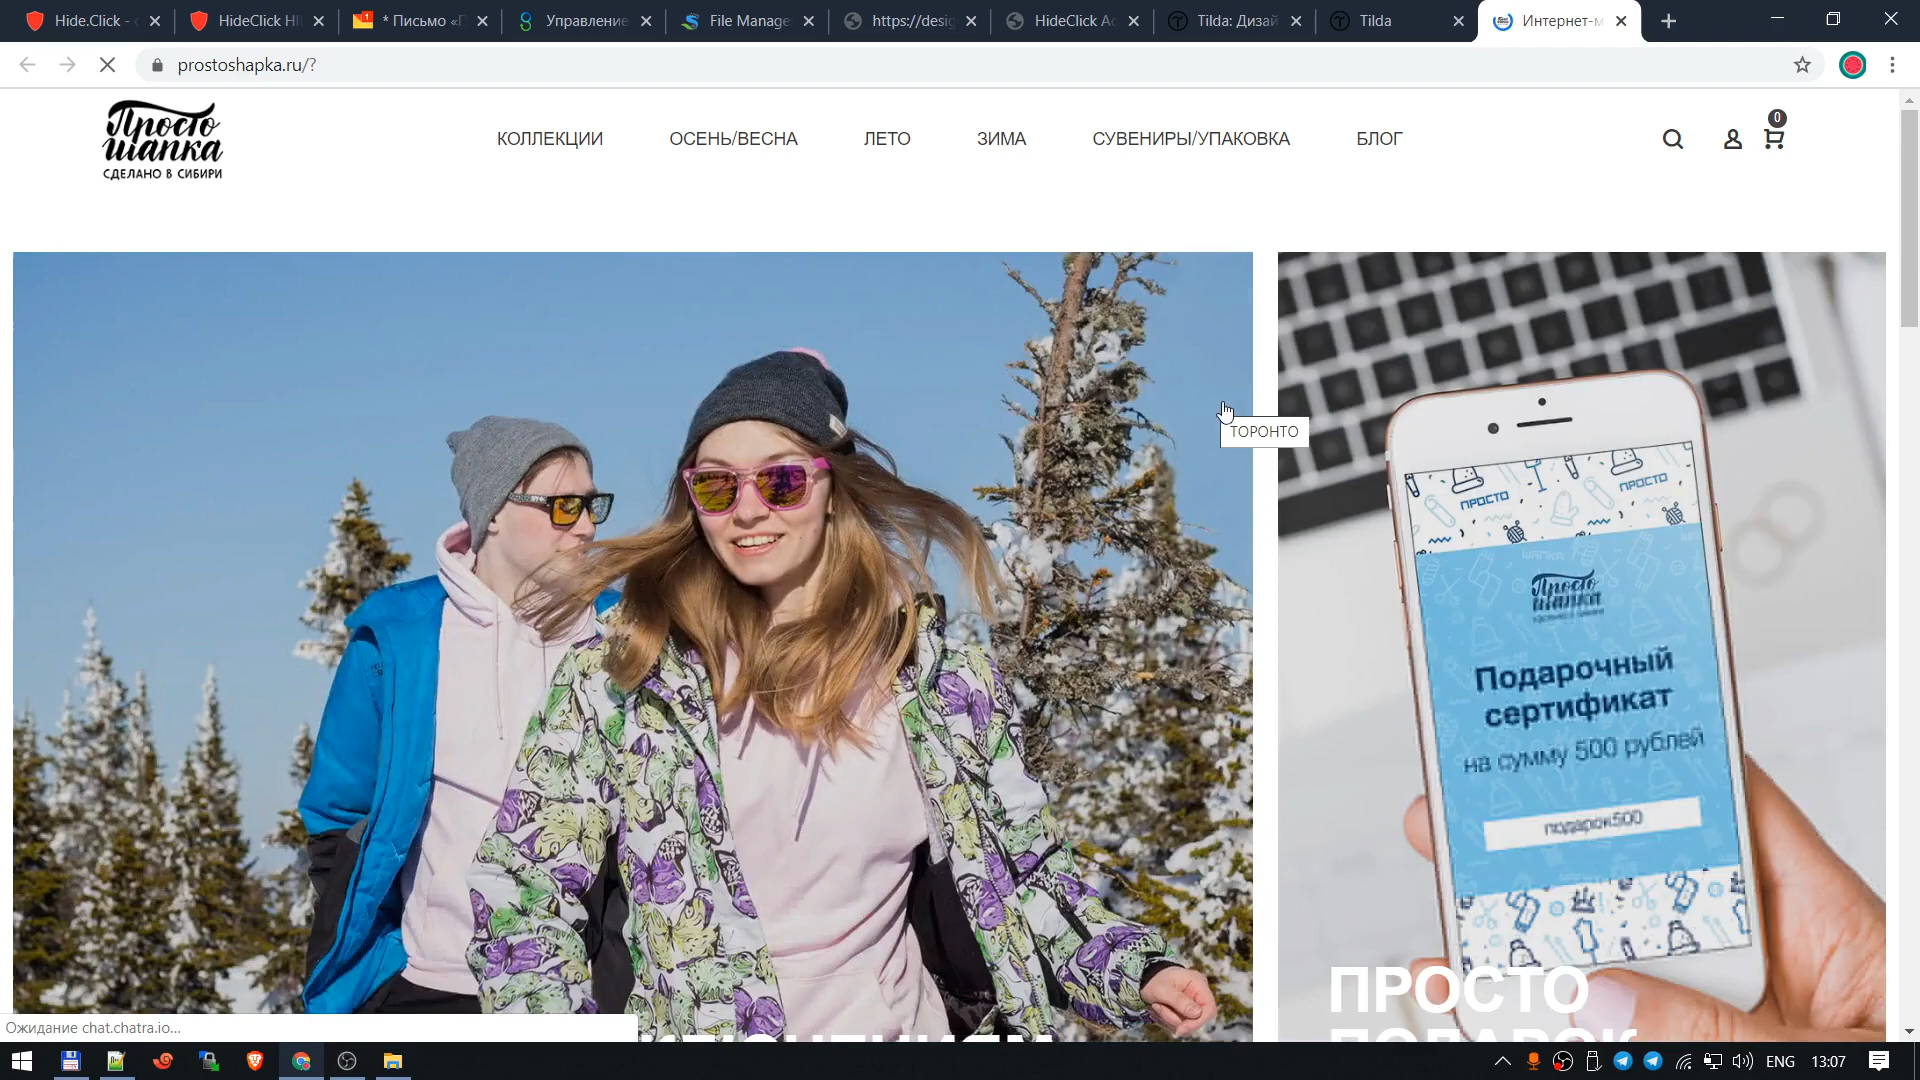 Hide.Click - c
HideClick HI
* Письмо «П
Управление
File Manage
https://desig
HideClick Ac
Tilda: Дизай
Tilda
Интернет-м
prostoshapka.ru/?
Просто
шапка
СДЕЛАНО В СИБИРИ
КОЛЛЕКЦИИ
ОСЕНЬ/ВЕСНА
ЛЕТО
ЗИМА
СУВЕНИРЫ/УПАКОВКА
БЛОГ
0
ТОРОНТО
ПРОСТО
ПРОСТО
Просто
шапка
Подарочный
сертификат
на сумму 500 рублей
подарок500
ПРОСТО
ПОДАРОК
Ожидание chat.chatra.io...
ENG
13:07